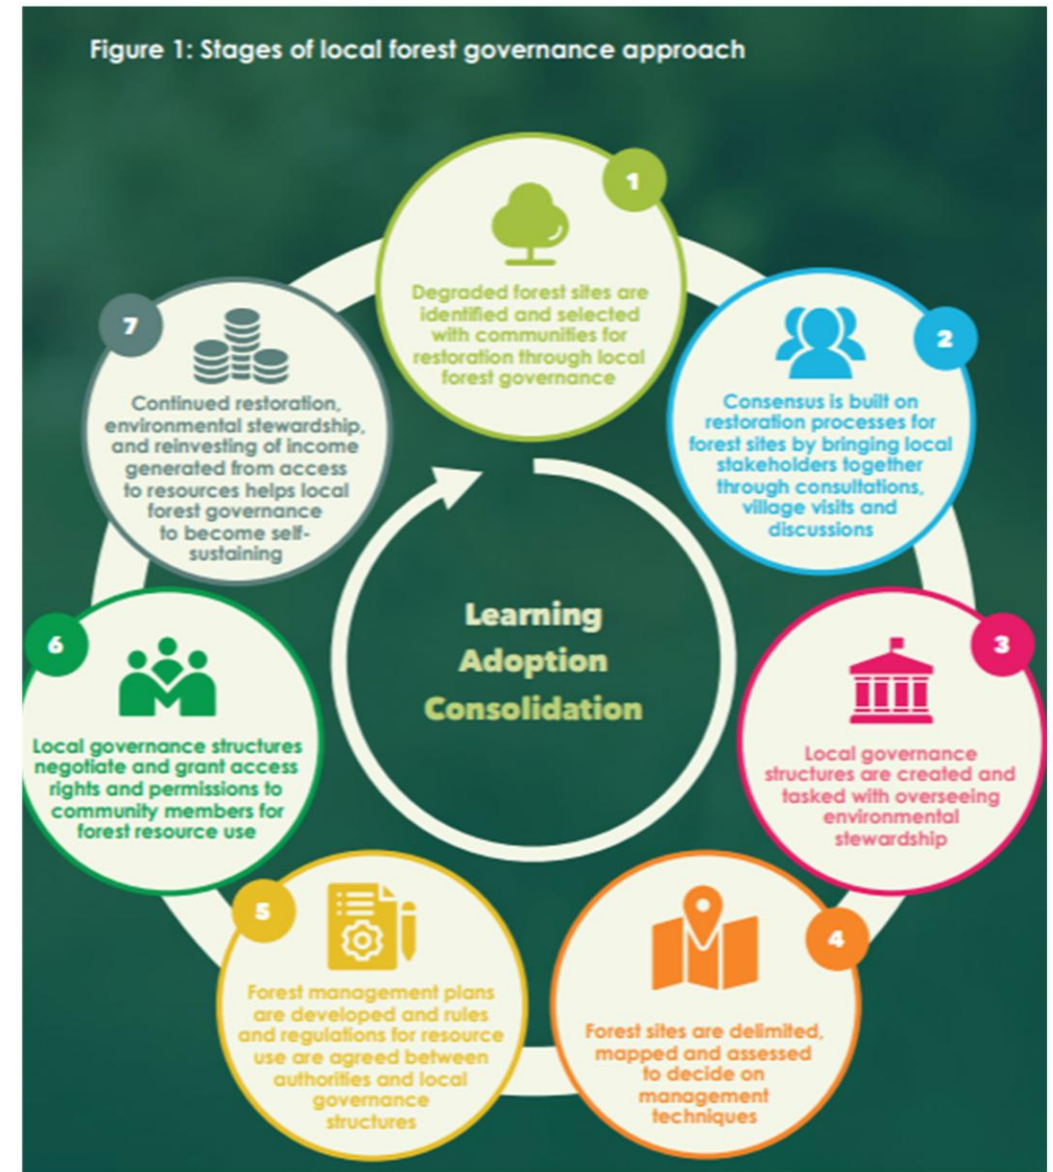 Figure 1: Stages of local forest governance approach
1
Degraded forest sites are
identified and selected
with communities for
restoration through local
forest governance
2
Consensus is built on
restoration processes for
forest sites by bringing local
stakeholders together
through consultations,
village visits and
discussions
3
Local governance
structures are created and
tasked with overseeing
environmental
stewardship
4
Forest sites are delimited,
mapped and assessed
to decide on
management
techniques
5
Forest management plans
are developed and rules
and regulations for resource
use are agreed between
authorities and local
governance
structures
6
Local governance structures
negotiate and grant access
rights and permissions to
community members for
forest resource use
7
Continued restoration,
environmental stewardship,
and reinvesting of income
generated from access
to resources helps local
forest governance
to become self-
sustaining
Learning
Adoption
Consolidation